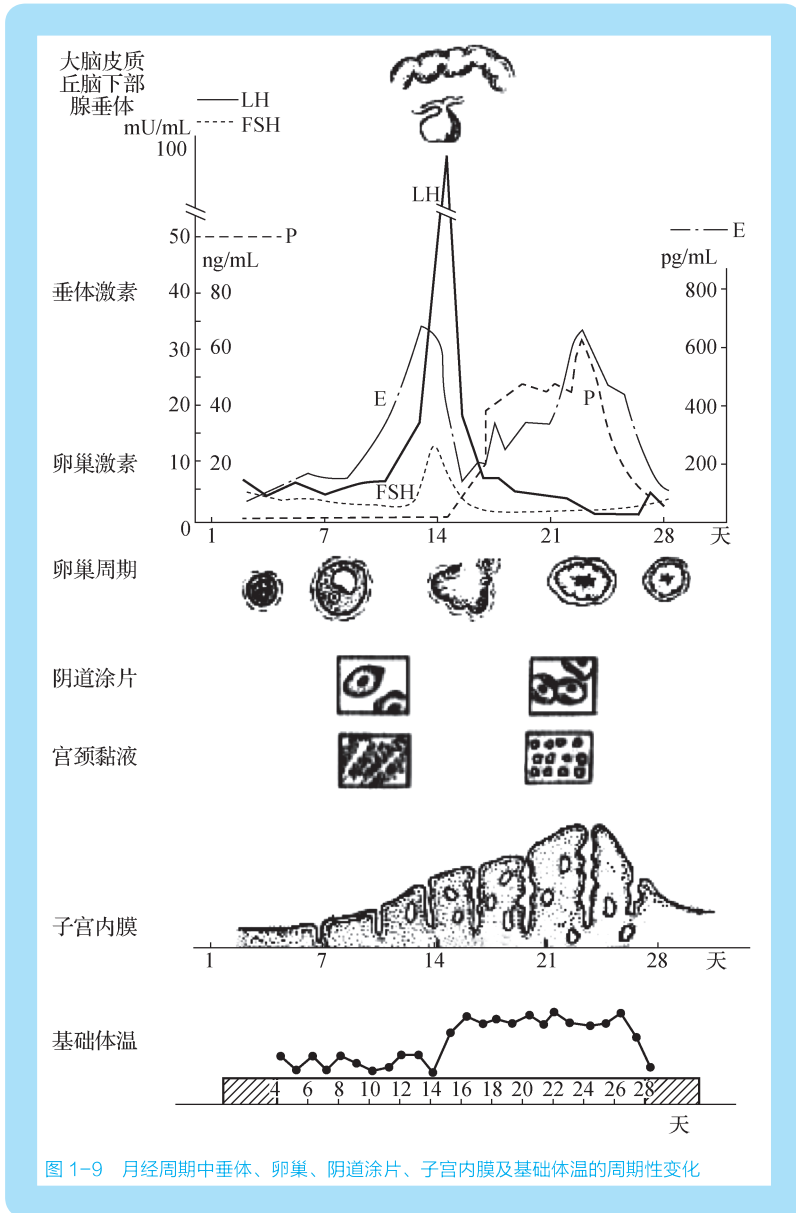 大脑皮质
丘脑下部
腺垂体
LH
FSH
mU/mL
100
LH
50
P
E
ng/mL
pg/mL
垂体激素
40
80
800
30
60
600
E
20
40
P
400
卵巢激素
10
20
FSH
200
0
1
7
14
21
28
天
卵巢周期
阴道涂片
宫颈黏液
子宫内膜
1
7
14
21
28
天
基础体温
4 6 8 10 12 14 16 18 20 22 24 26 28
天
图 1-9 月经周期中垂体、卵巢、阴道涂片、子宫内膜及基础体温的周期性变化